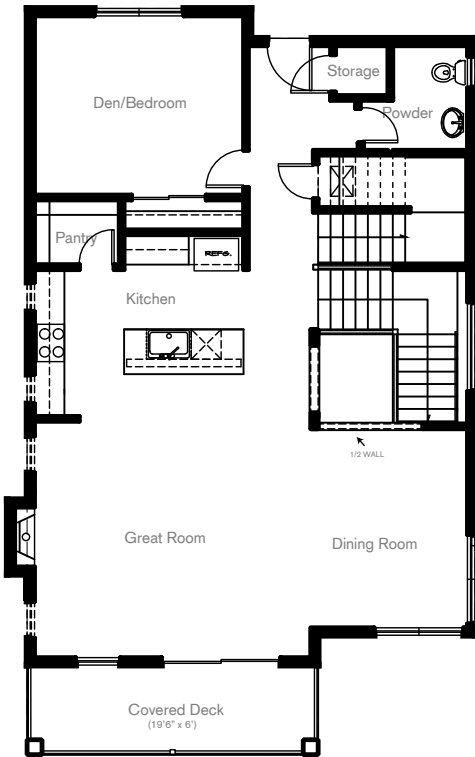 Storage
Den/Bedroom
Powder
Pantry
REFG.
Kitchen
1/2 WALL
Great Room
Dining Room
Covered Deck
(19'6" x 6')